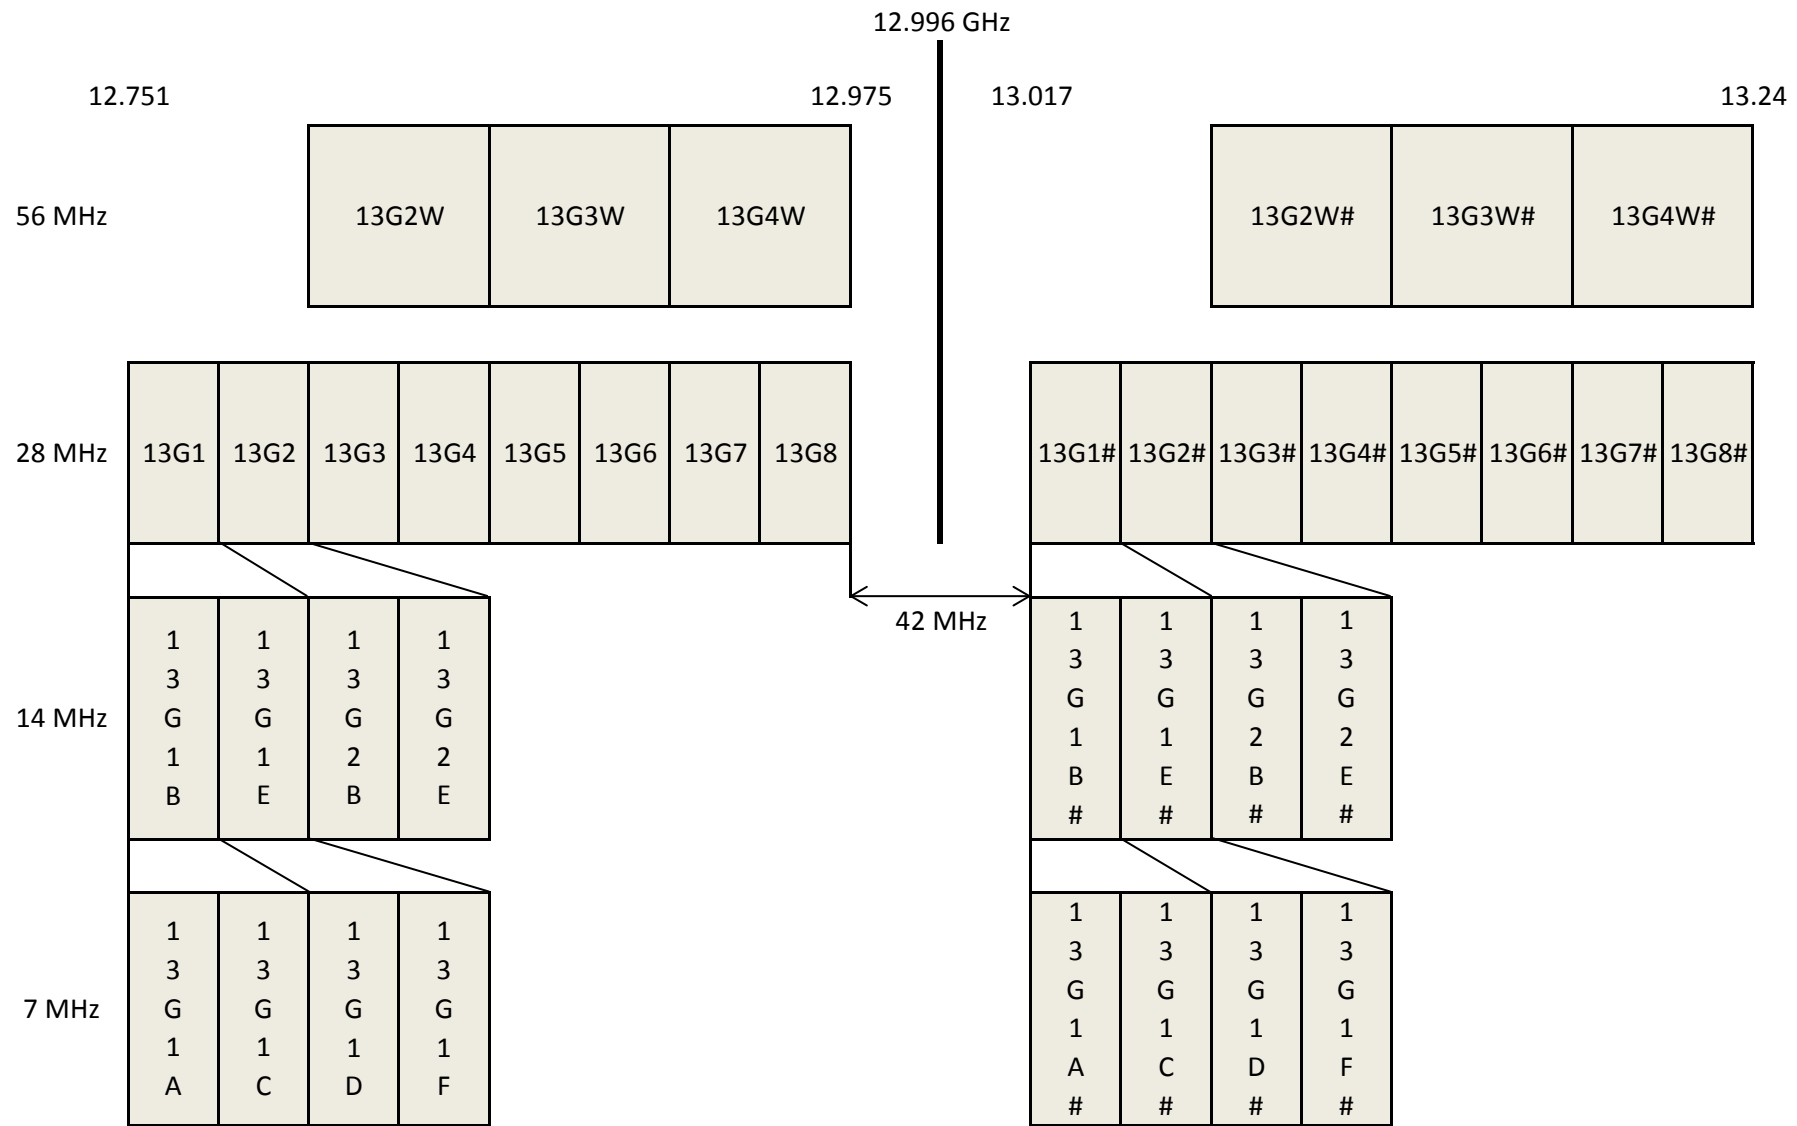 12.996 GHz
12.751 12.975 13.017 13.24
56 MHz 13G2W 13G3W 13G4W 13G2W# 13G3W# 13G4W#
28 MHz 13G1 13G2 13G3 13G4 13G5 13G6 13G7 13G8 13G1# 13G2# 13G3# 13G4# 13G5# 13G6# 13G7# 13G8#
42 MHz
14 MHz 13G1B 13G1E 13G2B 13G2E 13G1B# 13G1E# 13G2B# 13G2E#
7 MHz 13G1A 13G1C 13G1D 13G1F 13G1A# 13G1C# 13G1D# 13G1F#